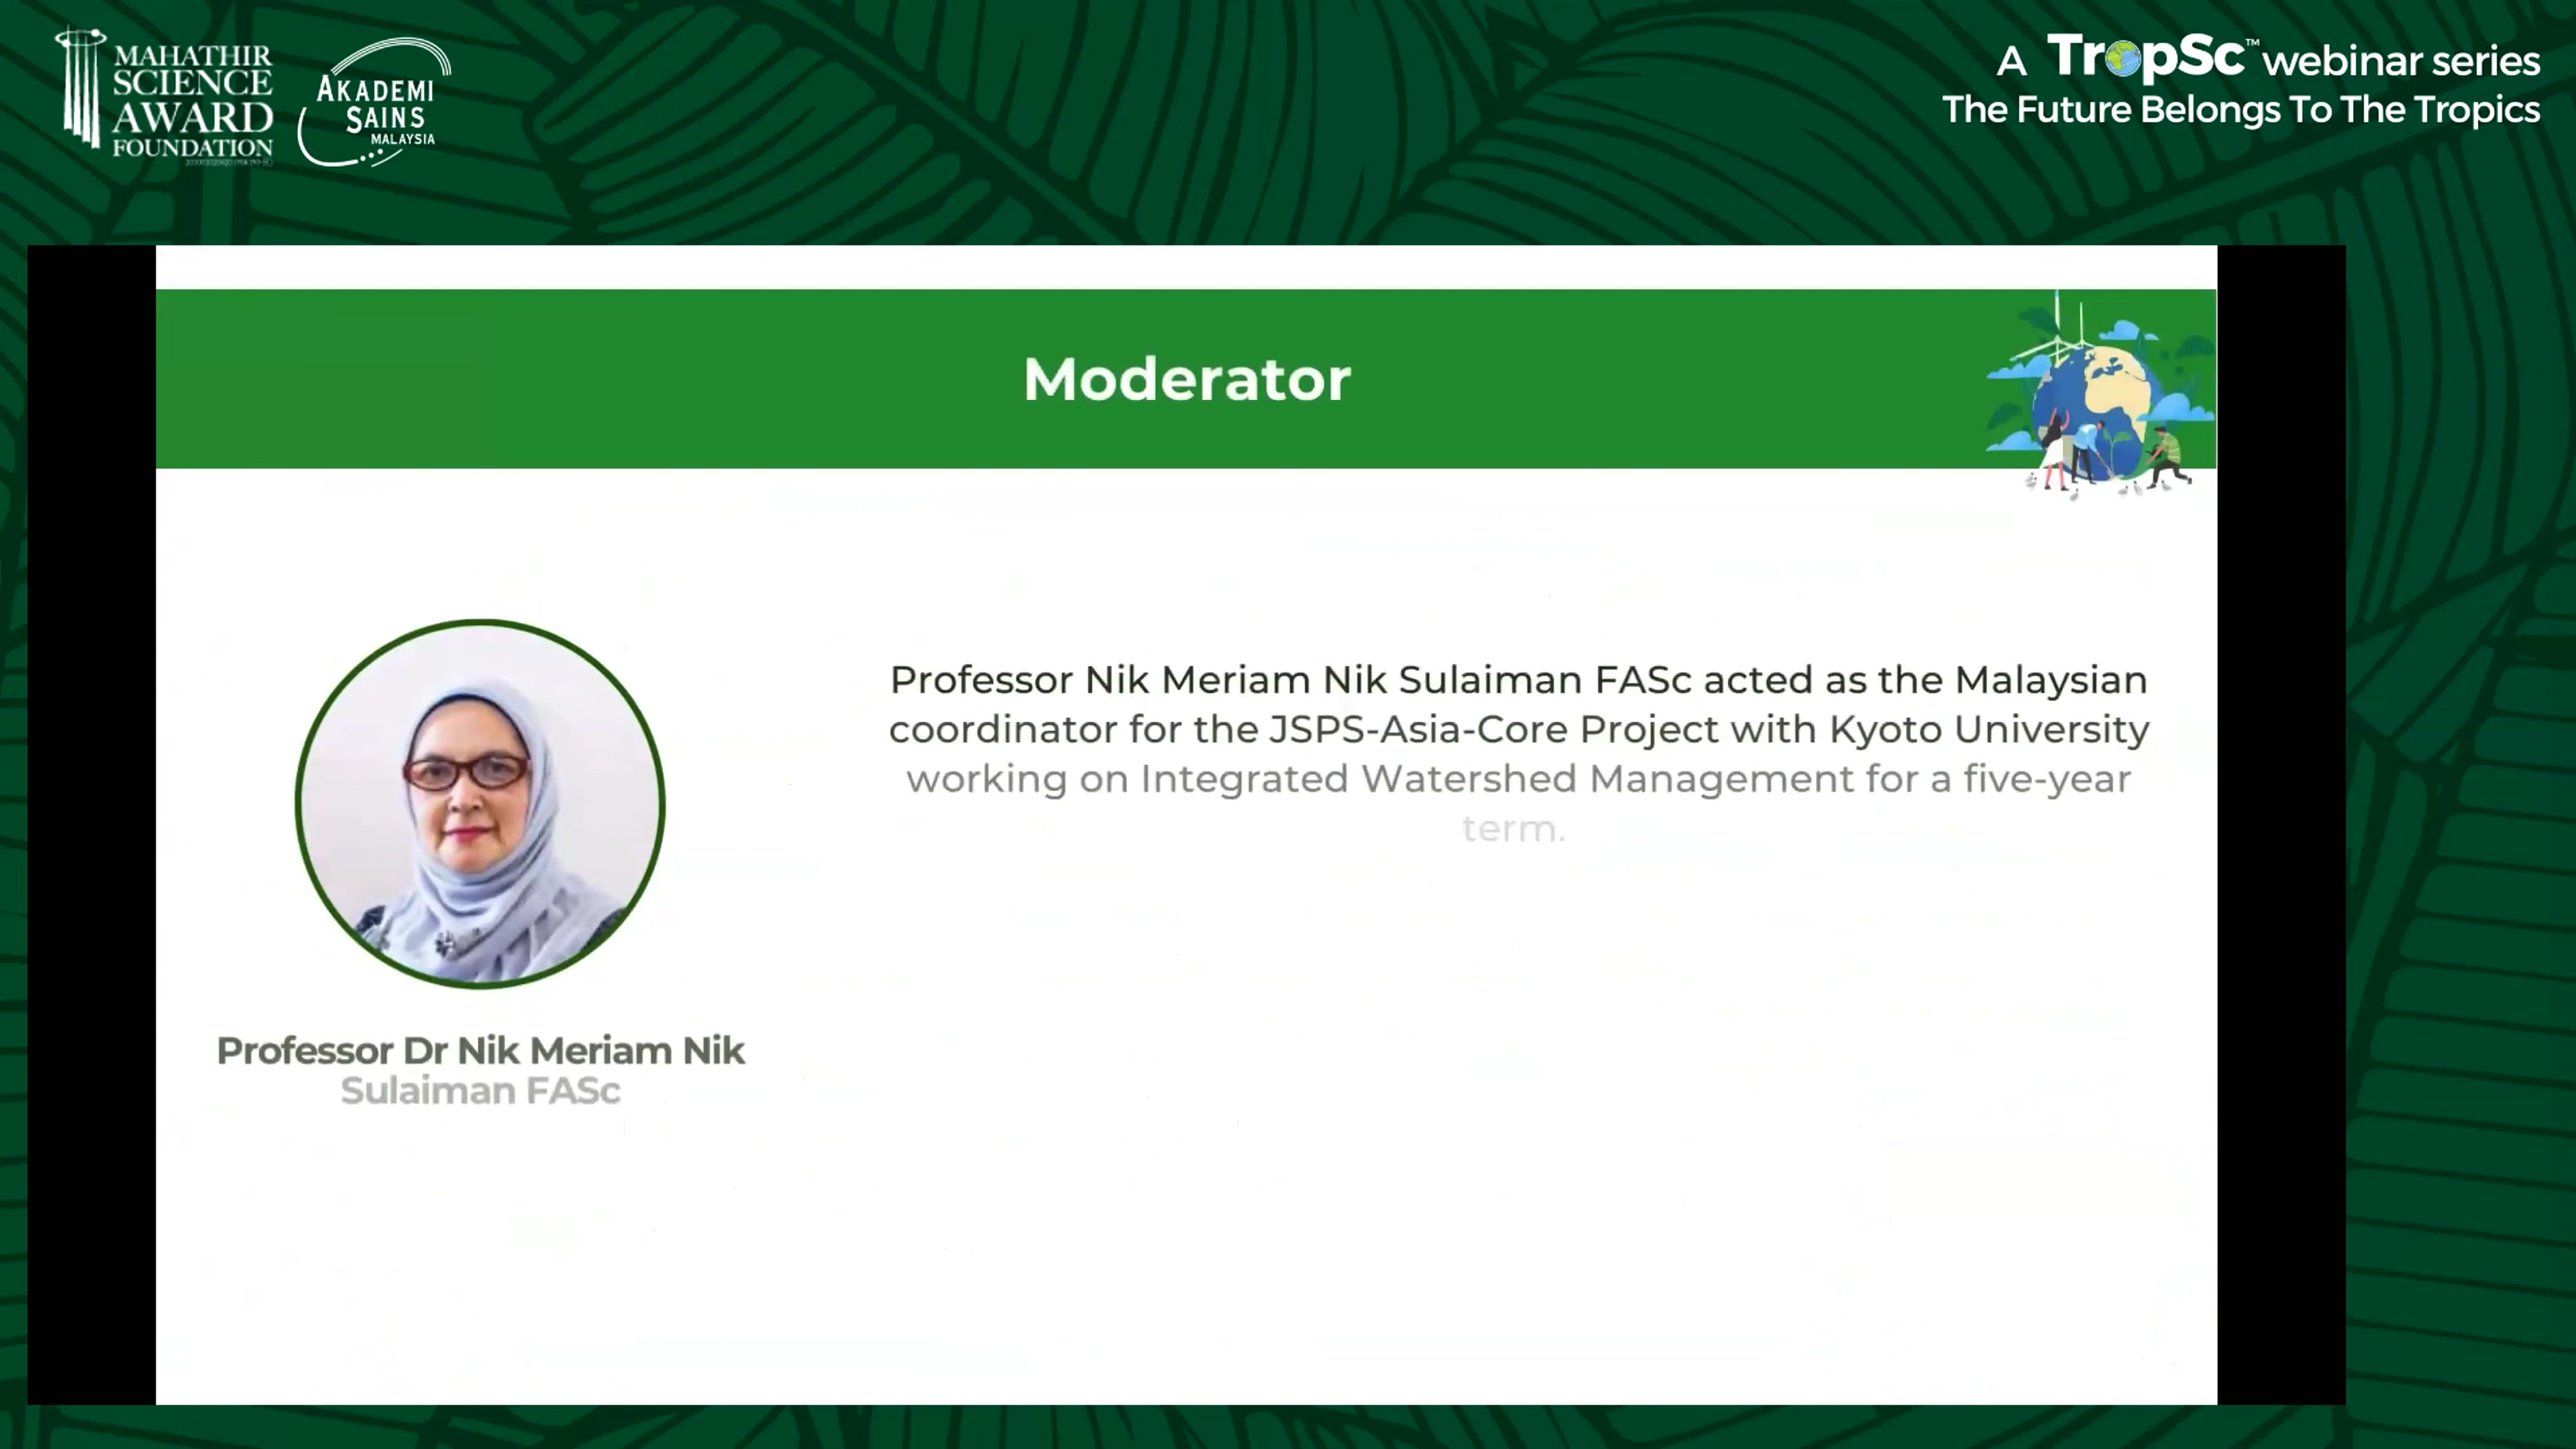 MAHATHIR
SCIENCE
AWARD
FOUNDATION
AKADEMI
SAINS
MALAYSIA
A TropSc™ webinar series
The Future Belongs To The Tropics
Moderator
Professor Nik Meriam Nik Sulaiman FASc acted as the Malaysian
coordinator for the JSPS-Asia-Core Project with Kyoto University
working on Integrated Watershed Management for a five-year
term.
Professor Dr Nik Meriam Nik
Sulaiman FASc